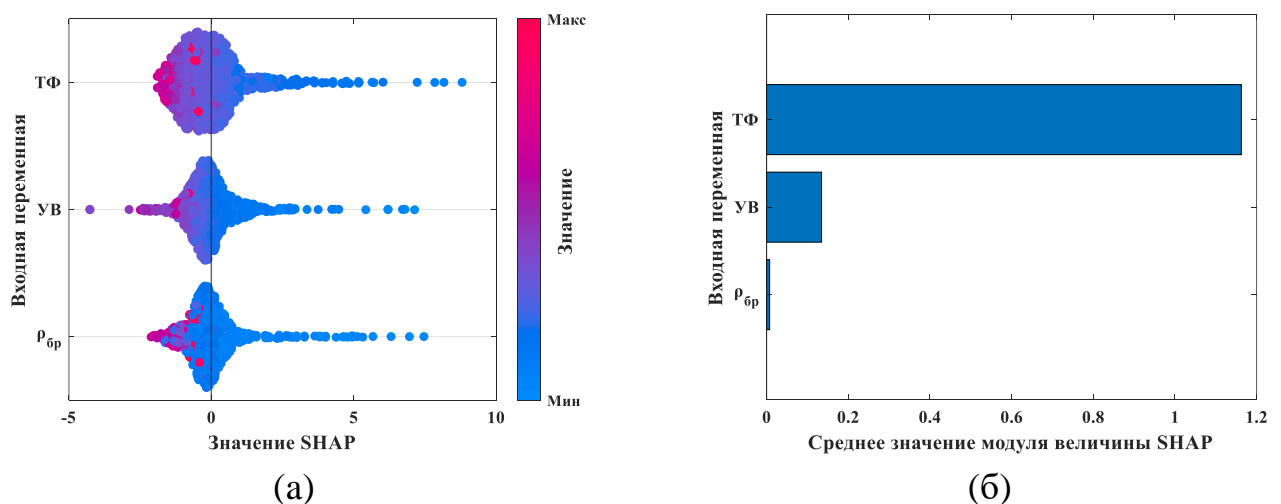 Входная переменная
ТФ
УВ
ρбр
-5
0
5
10
Значение SHAP
Макс
Значение
Мин
(а)
Входная переменная
ТФ
УВ
ρбр
0
0.2
0.4
0.6
0.8
1
1.2
Среднее значение модуля величины SHAP
(б)